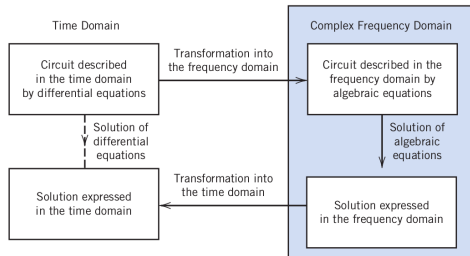 Time Domain
Complex Frequency Domain
Circuit described
in the time domain
by differential equations
Transformation into
the frequency domain
Circuit described in the
frequency domain by
algebraic equations
Solution of
differential
equations
Solution of
algebraic
equations
Transformation into
the time domain
Solution expressed
in the time domain
Solution expressed
in the frequency domain